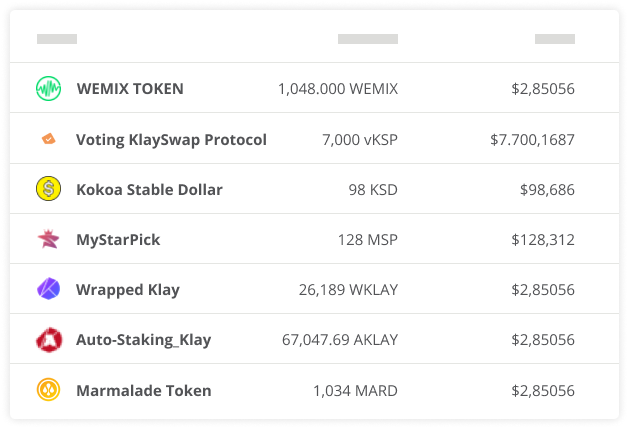 WEMIX TOKEN 1,048.000 WEMIX $2,85056
Voting KlaySwap Protocol 7,000 vKSP $7.700,1687
Kokoa Stable Dollar 98 KSD $98,686
MyStarPick 128 MSP $128,312
Wrapped Klay 26,189 WKLAY $2,85056
Auto-Staking_Klay 67,047.69 AKLAY $2,85056
Marmalade Token 1,034 MARD $2,85056